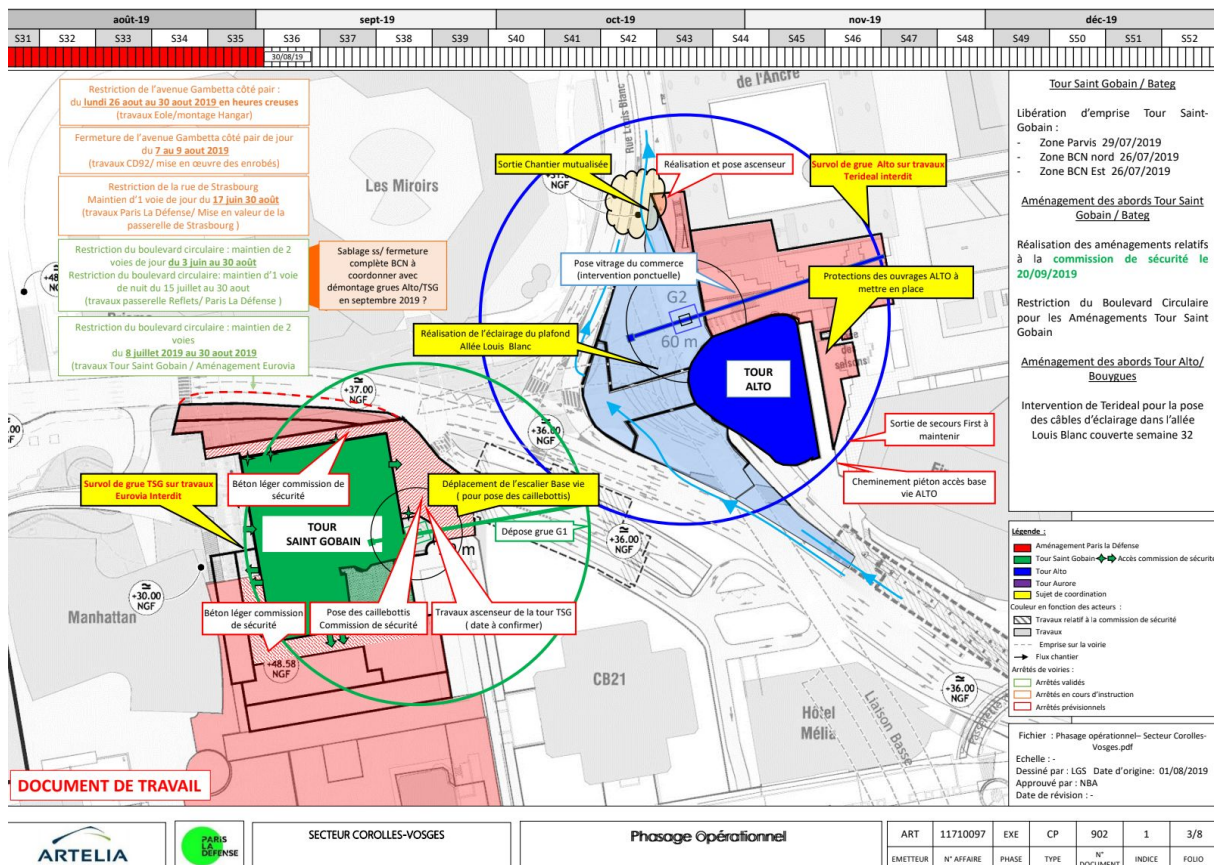 août-19 sept-19 oct-19 nov-19 déc-19
S31 S32 S33 S34 S35 S36 S37 S38 S39 S40 S41 S42 S43 S44 S45 S46 S47 S48 S49 S50 S51 S52
30/08/19
Restriction de l'avenue Gambetta côté pair :
du lundi 26 aout au 30 aout 2019 en heures creuses
(travaux Eole/montage Hangar)
Fermeture de l'avenue Gambetta côté pair de jour
du 7 au 9 aout 2019
(travaux CD92/ mise en œuvre des enrobés)
Restriction de la rue de Strasbourg
Maintien d'1 voie de jour du 17 juin 30 août
(travaux Paris La Défense/ Mise en valeur de la
passerelle de Strasbourg )
Restriction du boulevard circulaire : maintien de 2
voies de jour du 3 juin au 30 août
Restriction du boulevard circulaire: maintien d'1 voie
de nuit du 15 juillet au 30 aout
(travaux passerelle Reflets/ Paris La Défense )
Restriction du boulevard circulaire : maintien de 2
voies
du 8 juillet 2019 au 30 aout 2019
(travaux Tour Saint Gobain / Aménagement Eurovia)
Sablage ss/ fermeture
complète BCN à
coordonner avec
démontage grues Alto/TSG
en septembre 2019 ?
Les Miroirs
Rue Louis Blanc
de l'Ancre
Sortie Chantier mutualisée
Réalisation et pose ascenseur
Survol de grue Alto sur travaux
Terideal interdit
NGF
Pose vitrage du commerce
(intervention ponctuelle)
Protections des ouvrages ALTO à
mettre en place
G2
60 m
Réalisation de l'éclairage du plafond
Allée Louis Blanc
TOUR
ALTO
+37.00
NGF
+36.00
NGF
Sortie de secours First à
maintenir
Cheminement piéton accès base
vie ALTO
Survol de grue TSG sur travaux
Eurovia Interdit
Béton léger commission de
sécurité
Déplacement de l'escalier Base vie
( pour pose des caillebottis)
TOUR
SAINT GOBAIN
Dépose grue G1
+36.00
NGF
+30.00
NGF
Manhattan
Béton léger commission
de sécurité
Pose des caillebottis
Commission de sécurité
Travaux ascenseur de la tour TSG
( date à confirmer)
+48.58
NGF
CB21
Hôtel
Mélia
Liaison Basse
+36.00
NGF
DOCUMENT DE TRAVAIL
Tour Saint Gobain / Bateg
Libération d'emprise Tour Saint-
Gobain :
- Zone Parvis 29/07/2019
- Zone BCN nord 26/07/2019
- Zone BCN Est 26/07/2019
Aménagement des abords Tour Saint
Gobain / Bateg
Réalisation des aménagements relatifs
à la commission de sécurité le
20/09/2019
Restriction du Boulevard Circulaire
pour les Aménagements Tour Saint
Gobain
Aménagement des abords Tour Alto/
Bouygues
Intervention de Terideal pour la pose
des câbles d'éclairage dans l'allée
Louis Blanc couverte semaine 32
Légende :
Aménagement Paris la Défense
Tour Saint Gobain Accès commission de sécurité
Tour Alto
Tour Aurore
Sujet de coordination
Couleur en fonction des acteurs :
Travaux relatif à la commission de sécurité
Travaux
Emprise sur la voirie
Flux chantier
Arrêtés de voiries :
Arrêtés validés
Arrêtés en cours d'instruction
Arrêtés prévisionnels
Fichier : Phasage opérationnel– Secteur Corolles-
Vosges.pdf
Echelle : -
Dessiné par : LGS Date d'origine: 01/08/2019
Approuvé par : NBA
Date de révision : -
ARTELIA
PARIS
LA
DEFENSE
SECTEUR COROLLES-VOSGES
Phasage Opérationnel
ART 11710097 EXE CP 902 1 3/8
EMETTEUR N° AFFAIRE PHASE TYPE N° DOCUMENT INDICE FOLIO